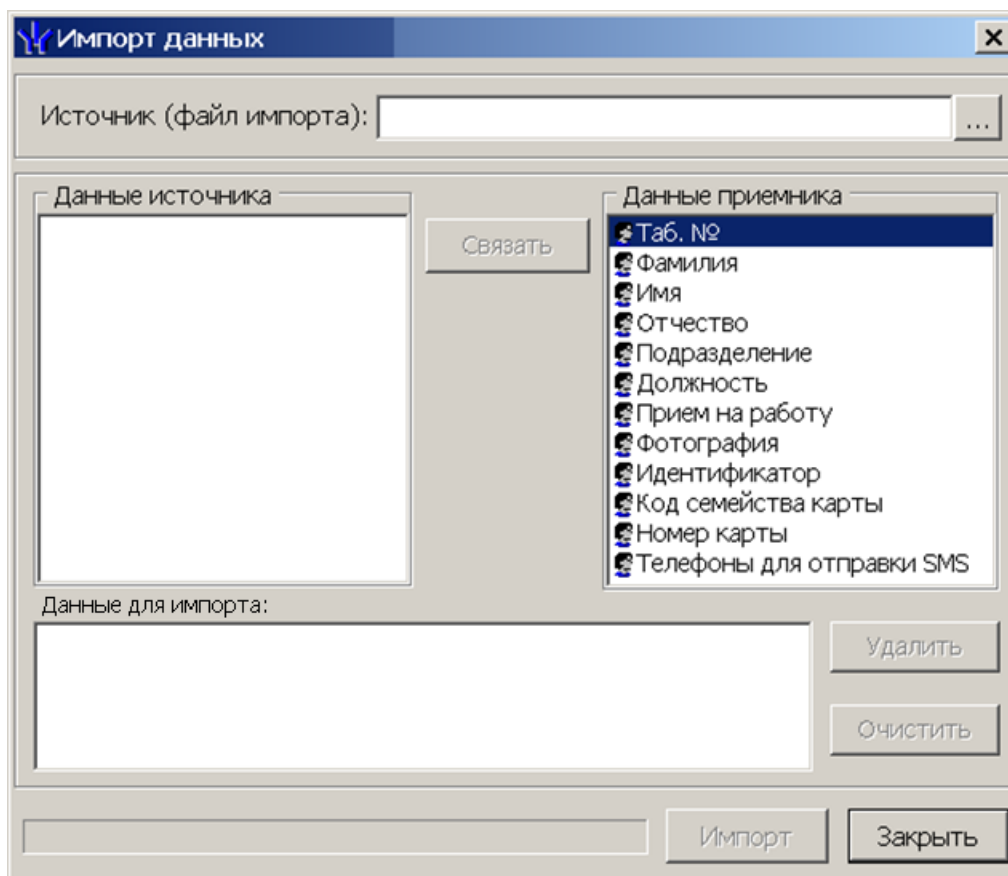 Импорт данных
Источник (файл импорта):
...
Данные источника
Связать
Данные приемника
Таб. №
Фамилия
Имя
Отчество
Подразделение
Должность
Прием на работу
Фотография
Идентификатор
Код семейства карты
Номер карты
Телефоны для отправки SMS
Данные для импорта:
Удалить
Очистить
Импорт
Закрыть